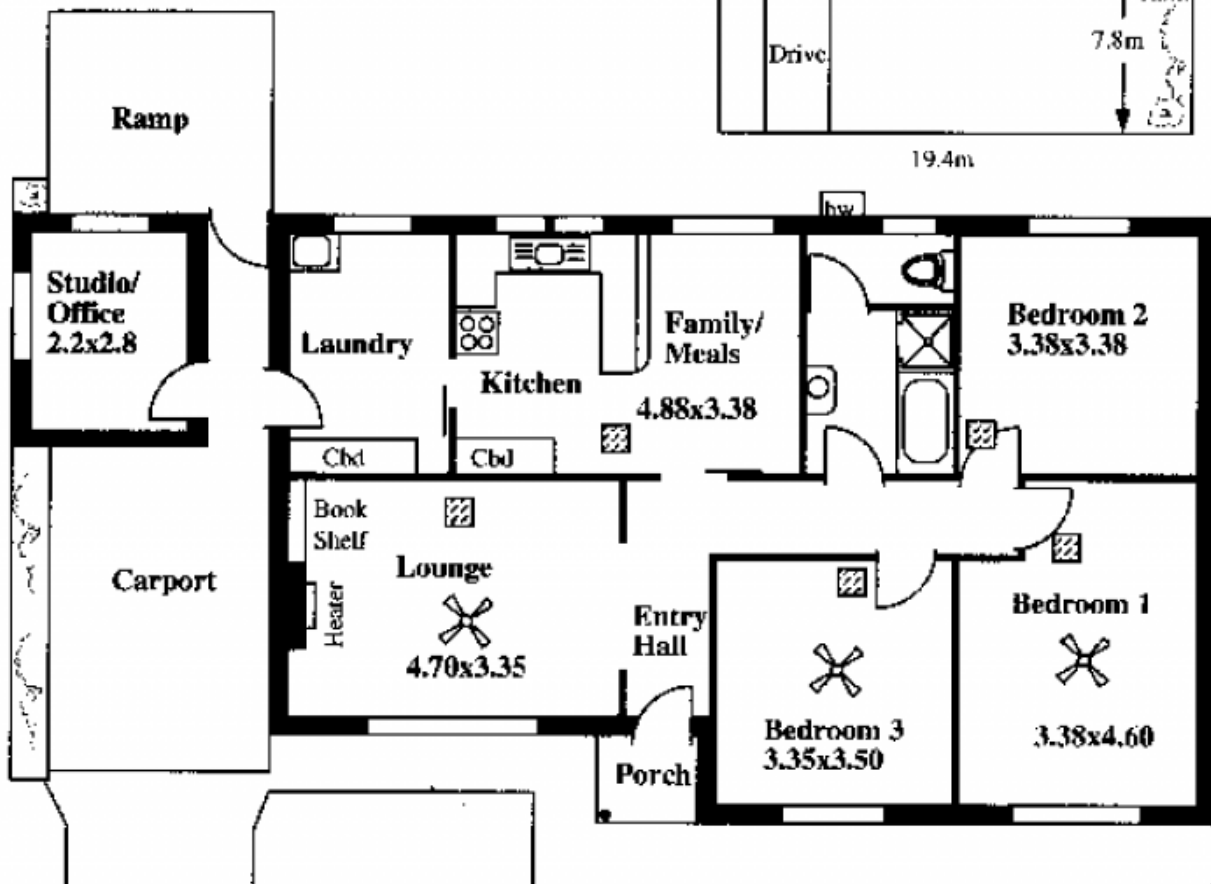 Drive
7.8m
19.4m
Ramp
hw
Studio/
Office
2.2x2.8
Laundry
Kitchen
Family/
Meals
4.88x3.38
Bedroom 2
3.38x3.38
Cbd
Cbd
Book
Shelf
Lounge
Heater
4.70x3.35
Carport
Entry
Hall
Bedroom 1
3.38x4.60
Bedroom 3
3.35x3.50
Porch